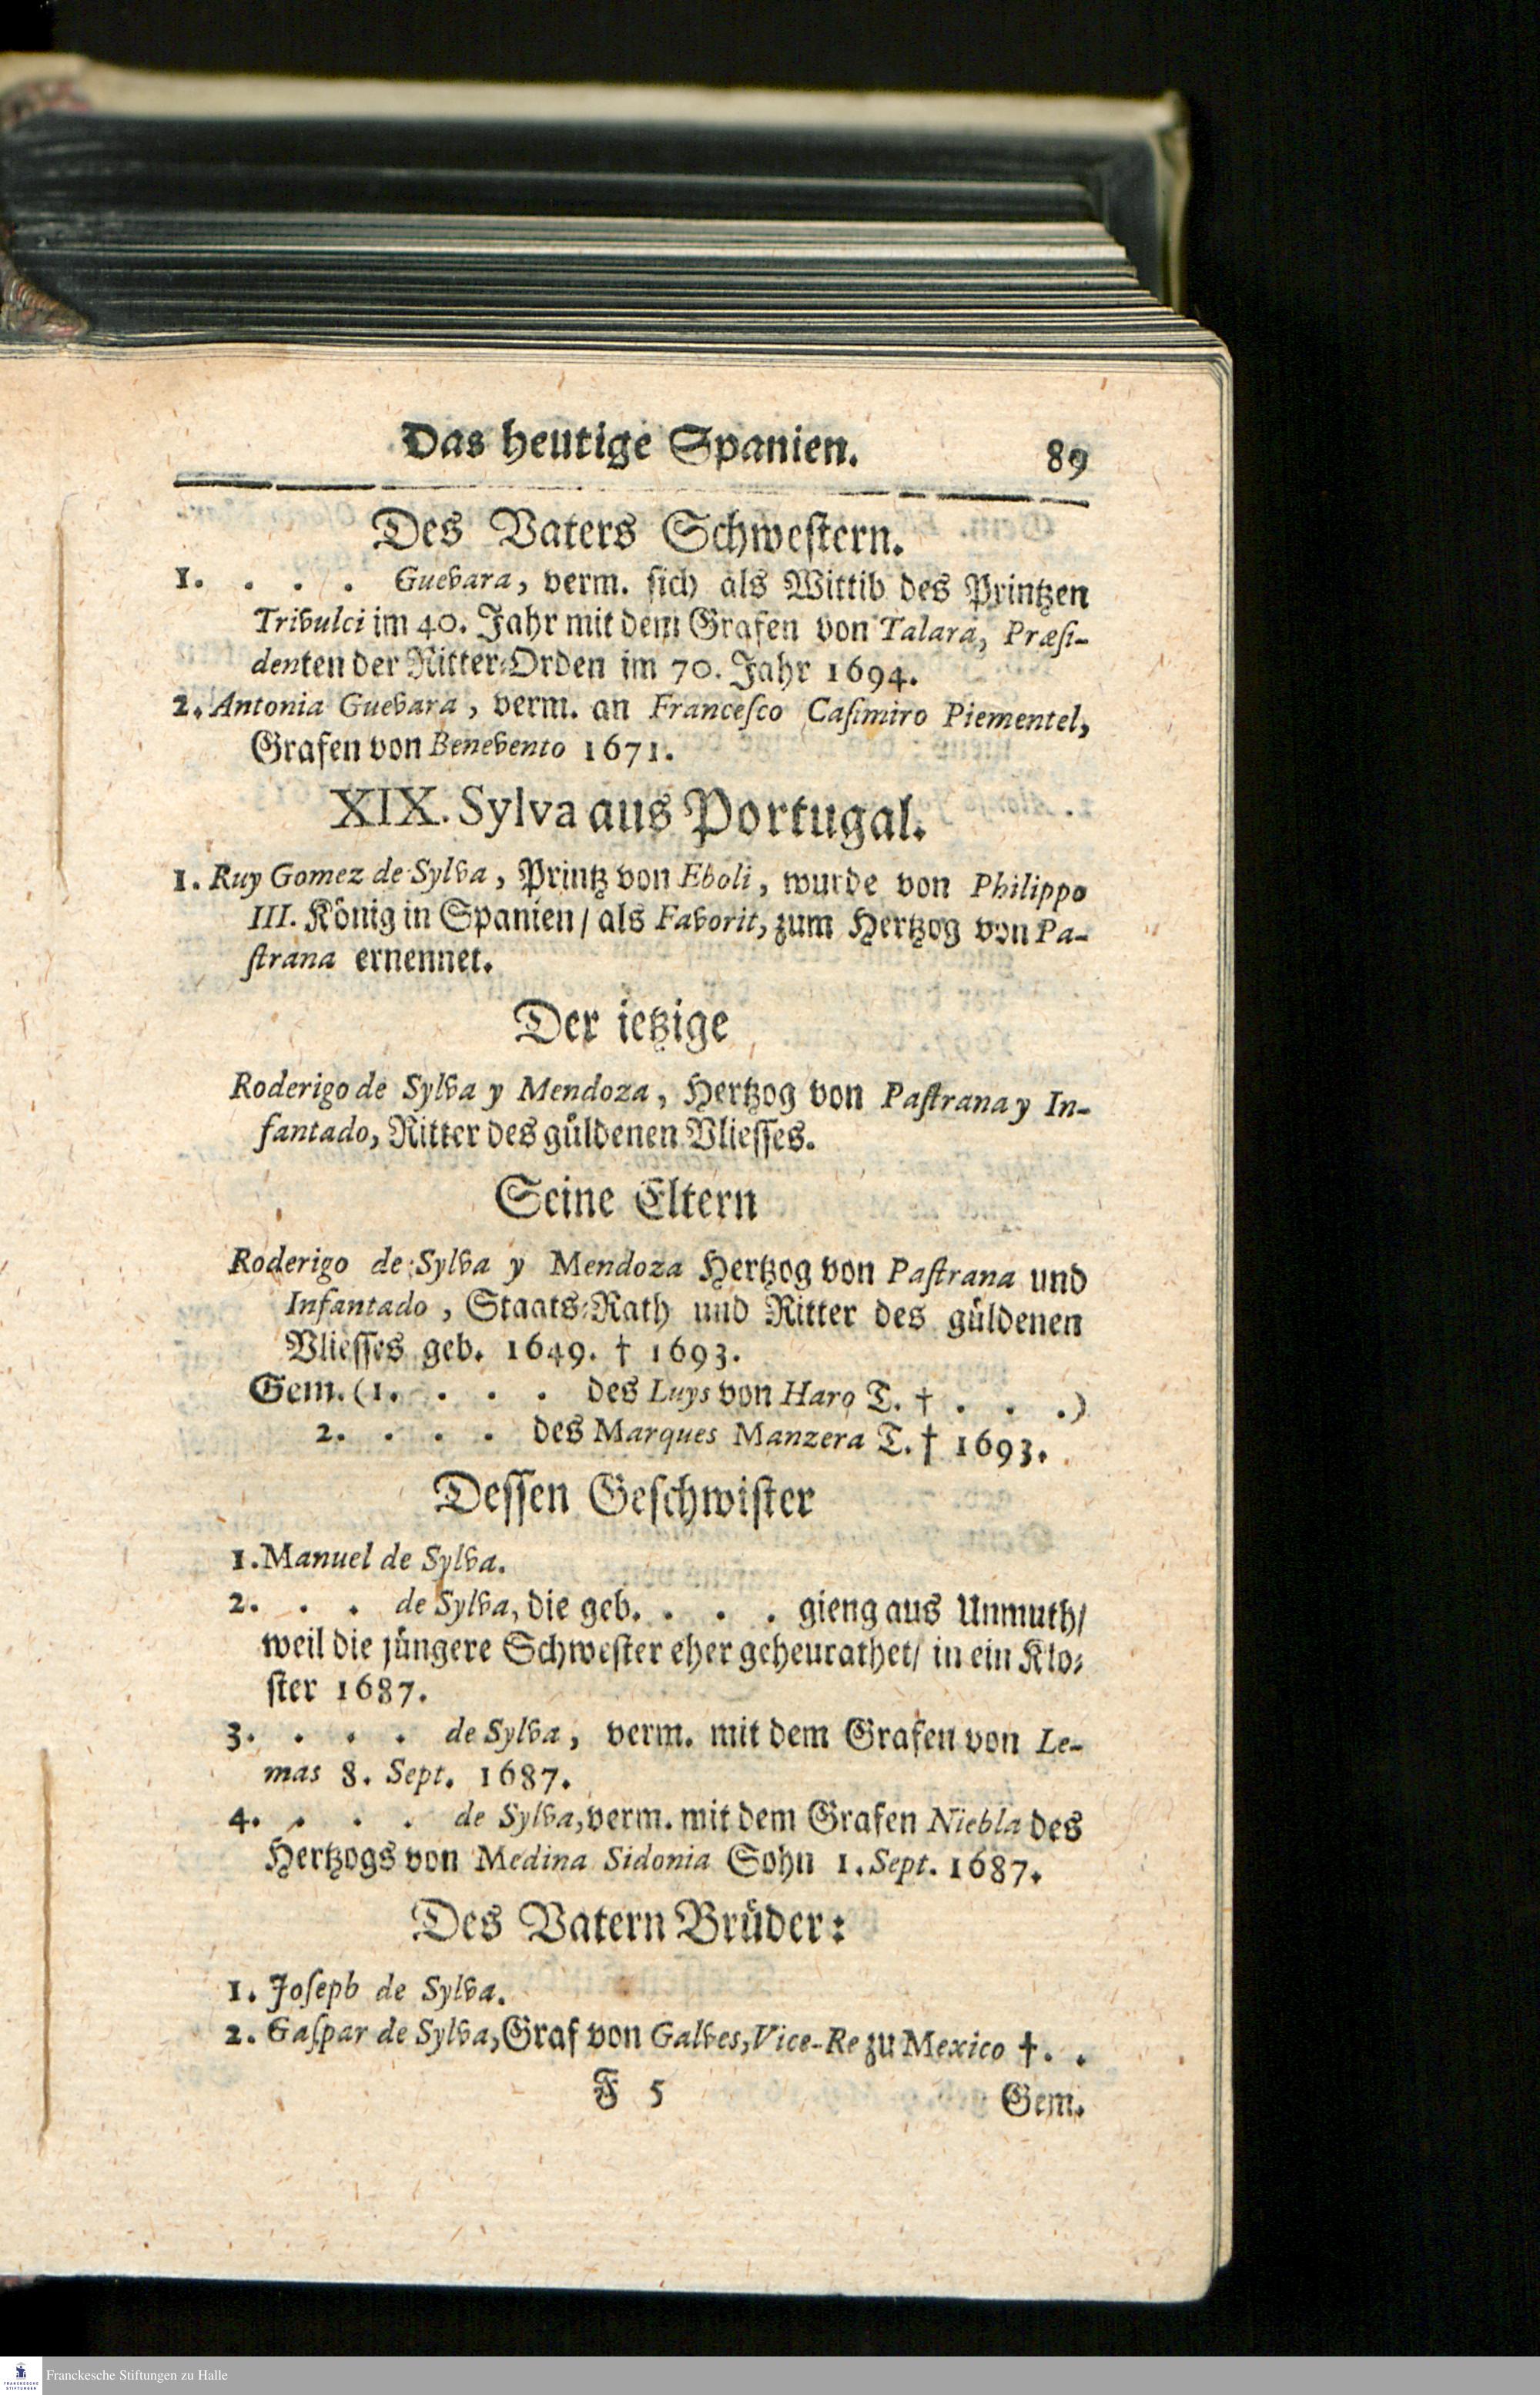 Das heutige Spanien. 89
Des Vaters Schweſtern.
1. . . . Guevara, verm. ſich als Wittib des Printzen
Trivulci im 40. Jahr mit dem Grafen von Talara, Præſi-
denten der Ritter-Orden im 70. Jahr 1694.
2. Antonia Guevara, verm. an Franceſco Caſimiro Piementel,
Grafen von Benevento 1671.
XIX. Sylva aus Portugal.
1. Ruy Gomez de Sylva, Printz von Eboli, wurde von Philippo
III. König in Spanien / als Favorit, zum Hertzog von Pa-
ſtrana ernennet.
Der ietzige
Roderigo de Sylva y Mendoza, Hertzog von Paſtrana y In-
fantado, Ritter des güldenen Vlieſſes.
Seine Eltern
Roderigo de Sylva y Mendoza Hertzog von Paſtrana und
Infantado, Staats-Rath und Ritter des güldenen
Vlieſſes geb. 1649. † 1693.
Gem. (1. . . . des Luys von Haro T. † . . .)
2. . . . des Marques Manzera T. † 1693.
Deſſen Geſchwiſter
1. Manuel de Sylva.
2. . . de Sylva, die geb. . . . gieng aus Unmuth/
weil die jüngere Schweſter eher geheurathet/ in ein Klo-
ſter 1687.
3. . . . de Sylva, verm. mit dem Grafen von Le-
mas 8. Sept. 1687.
4. . . . de Sylva, verm. mit dem Grafen Niebla des
Hertzogs von Medina Sidonia Sohn 1. Sept. 1687.
Des Vatern Brüder:
1. Joſeph de Sylva.
2. Gaſpar de Sylva, Graf von Galves, Vice-Re zu Mexico † . .
F 5 Gem.
Franckesche Stiftungen zu Halle
FRANCKESCHE
STIFTUNGEN